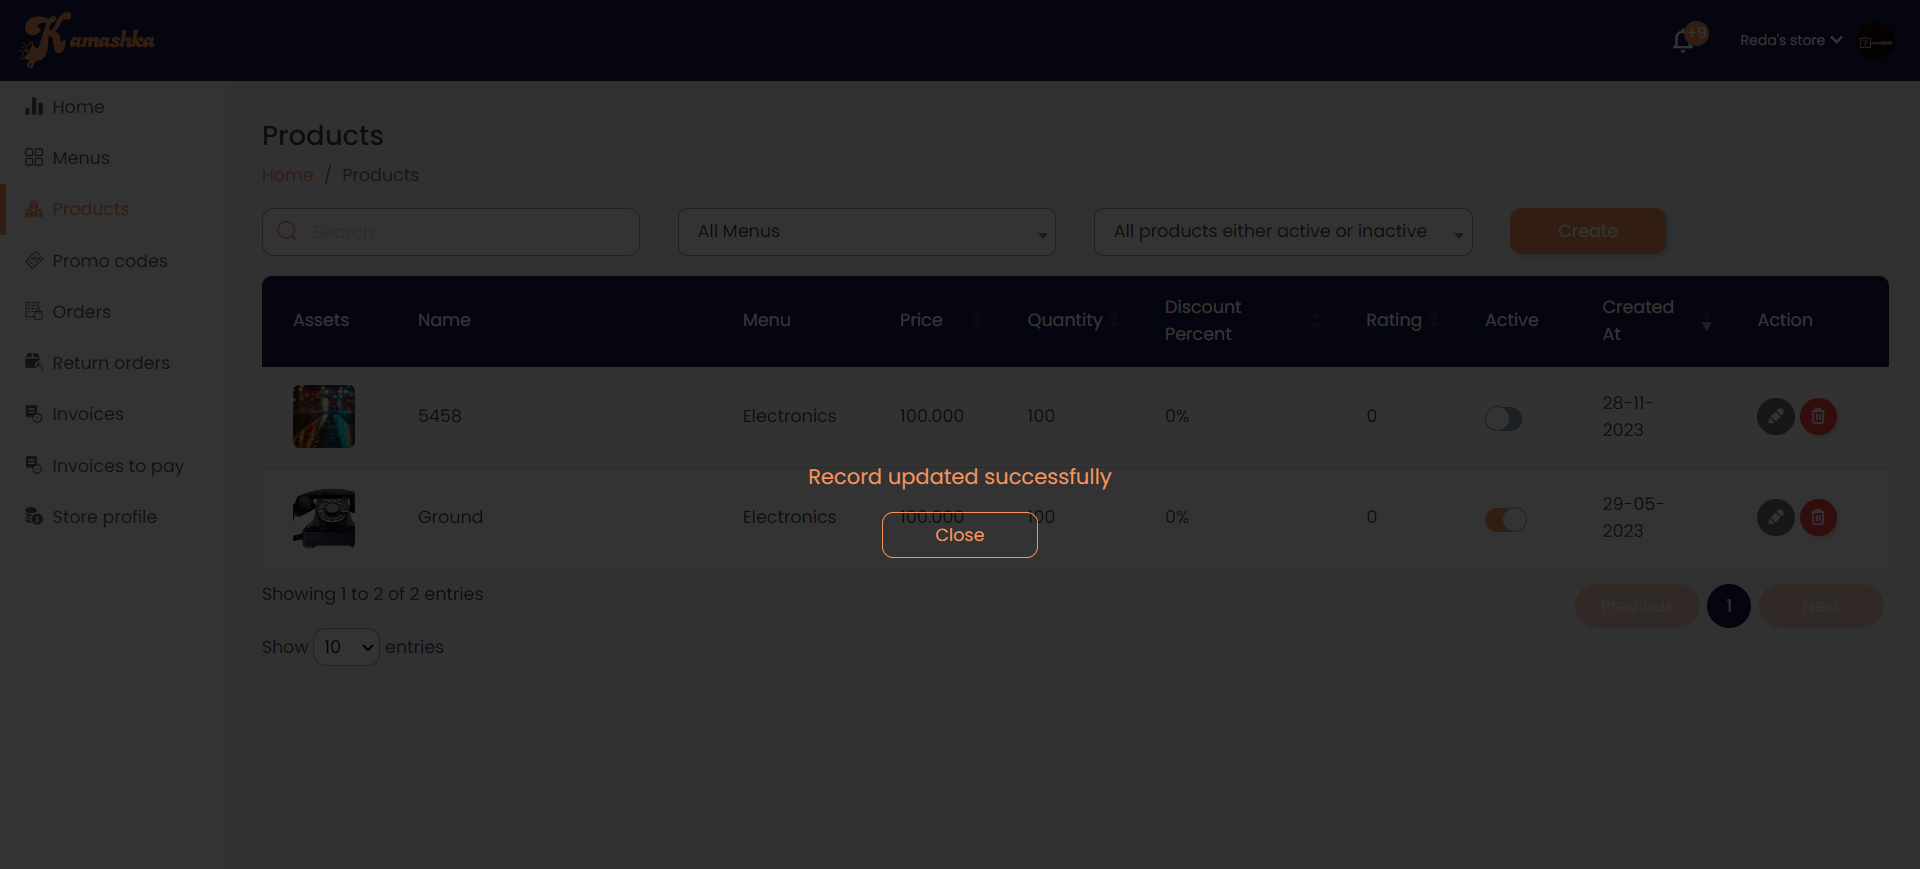 Kamashka
+9
Reda's store
Home
Menus
Products
Promo codes
Orders
Return orders
Invoices
Invoices to pay
Store profile
Products
Home / Products
Search
All Menus
All products either active or inactive
Create
Assets Name Menu Price Quantity Discount Percent Rating Active Created At Action
5458 Electronics 100.000 100 0% 0 28-11-2023
Ground Electronics 100.000 100 0% 0 29-05-2023
Record updated successfully
Close
Showing 1 to 2 of 2 entries
Previous 1 Next
Show 10 entries